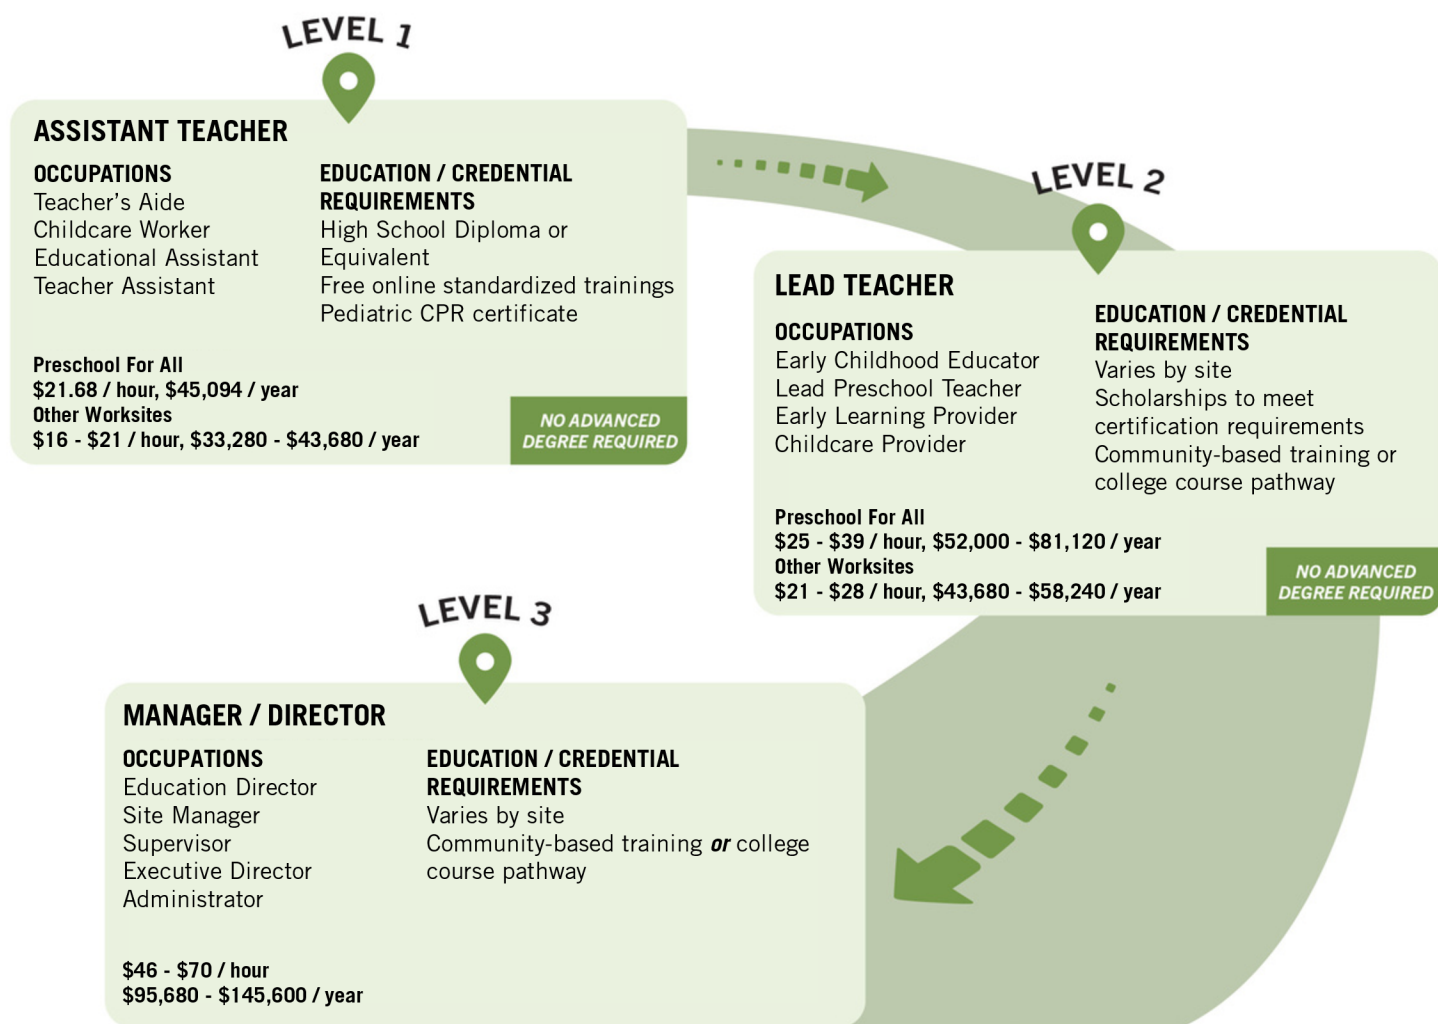 LEVEL 1
ASSISTANT TEACHER
OCCUPATIONS
Teacher's Aide
Childcare Worker
Educational Assistant
Teacher Assistant
EDUCATION / CREDENTIAL
REQUIREMENTS
High School Diploma or
Equivalent
Free online standardized trainings
Pediatric CPR certificate
Preschool For All
$21.68 / hour, $45,094 / year
Other Worksites
$16 - $21 / hour, $33,280 - $43,680 / year
NO ADVANCED
DEGREE REQUIRED
LEVEL 2
LEAD TEACHER
OCCUPATIONS
Early Childhood Educator
Lead Preschool Teacher
Early Learning Provider
Childcare Provider
EDUCATION / CREDENTIAL
REQUIREMENTS
Varies by site
Scholarships to meet
certification requirements
Community-based training or
college course pathway
Preschool For All
$25 - $39 / hour, $52,000 - $81,120 / year
Other Worksites
$21 - $28 / hour, $43,680 - $58,240 / year
NO ADVANCED
DEGREE REQUIRED
LEVEL 3
MANAGER / DIRECTOR
OCCUPATIONS
Education Director
Site Manager
Supervisor
Executive Director
Administrator
EDUCATION / CREDENTIAL
REQUIREMENTS
Varies by site
Community-based training or college
course pathway
$46 - $70 / hour
$95,680 - $145,600 / year